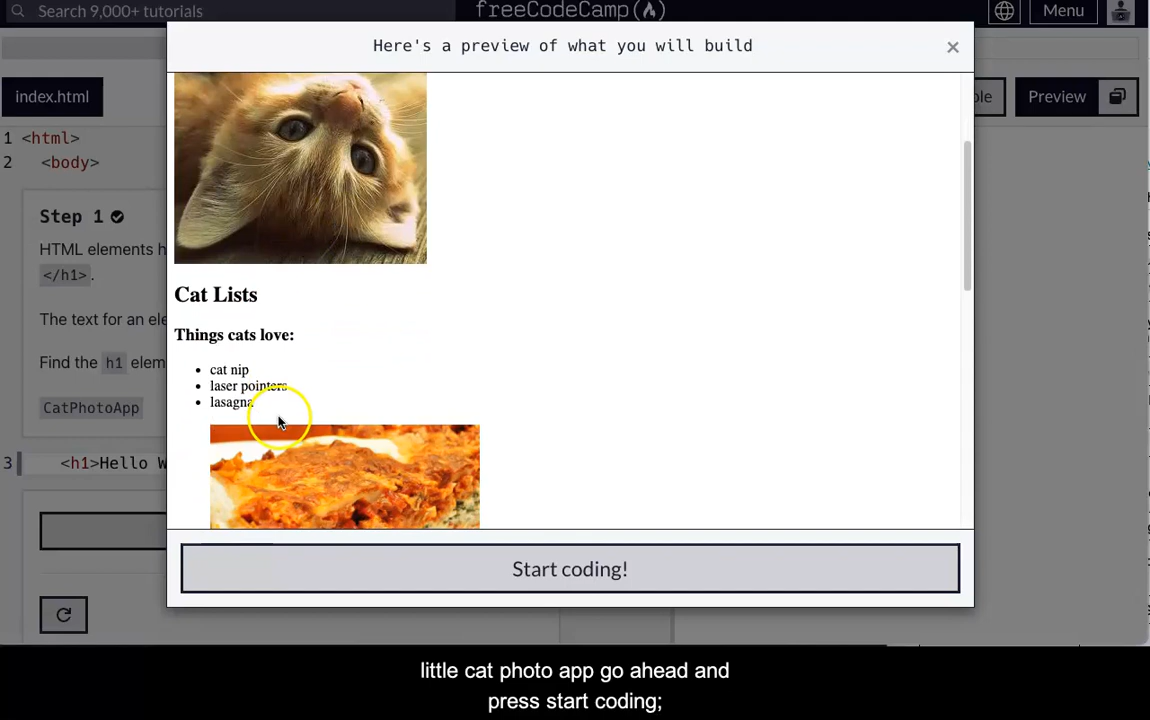 Search 9,000+ tutorials
freeCodeCamp
Menu
Here's a preview of what you will build
×
index.html
Preview
1 <html>
2 <body>
Step 1
HTML elements
</h1>.
The text for an
Find the h1
CatPhotoApp
3 <h1>Hello
Cat Lists
Things cats love:
cat nip
laser pointers
lasagna
Start coding!
little cat photo app go ahead and
press start coding;